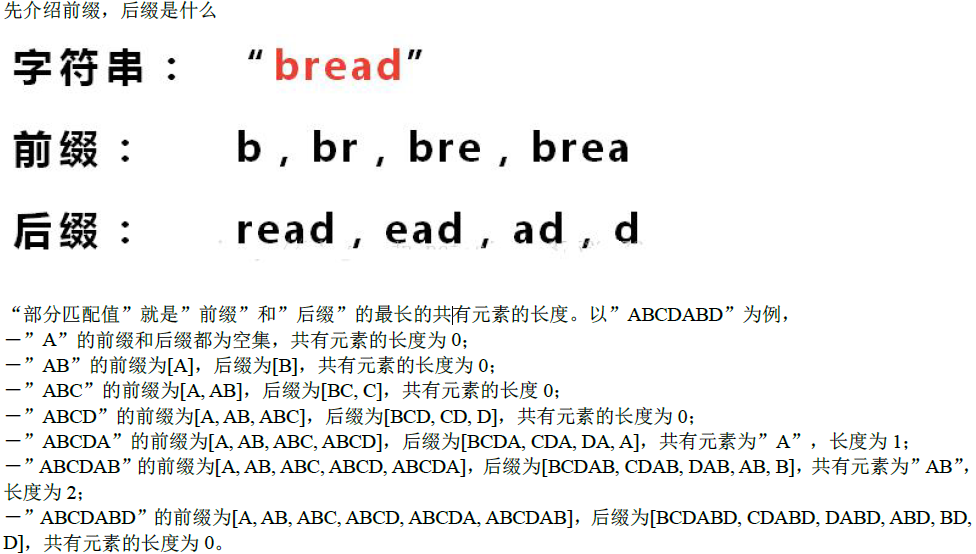 先介绍前缀，后缀是什么
字符串： “bread”
前缀： b , br , bre , brea
后缀： read , ead , ad , d
“部分匹配值”就是”前缀”和”后缀”的最长的共有元素的长度。以”ABCDABD”为例，
－”A”的前缀和后缀都为空集，共有元素的长度为 0；
－”AB”的前缀为[A]，后缀为[B]，共有元素的长度为 0；
－”ABC”的前缀为[A, AB]，后缀为[BC, C]，共有元素的长度 0；
－”ABCD”的前缀为[A, AB, ABC]，后缀为[BCD, CD, D]，共有元素的长度为 0；
－”ABCDA”的前缀为[A, AB, ABC, ABCD]，后缀为[BCDA, CDA, DA, A]，共有元素为”A”，长度为 1；
－”ABCDAB”的前缀为[A, AB, ABC, ABCD, ABCDA]，后缀为[BCDAB, CDAB, DAB, AB, B]，共有元素为”AB”，
长度为 2；
－”ABCDABD”的前缀为[A, AB, ABC, ABCD, ABCDA, ABCDAB]，后缀为[BCDABD, CDABD, DABD, ABD, BD,
D]，共有元素的长度为 0。